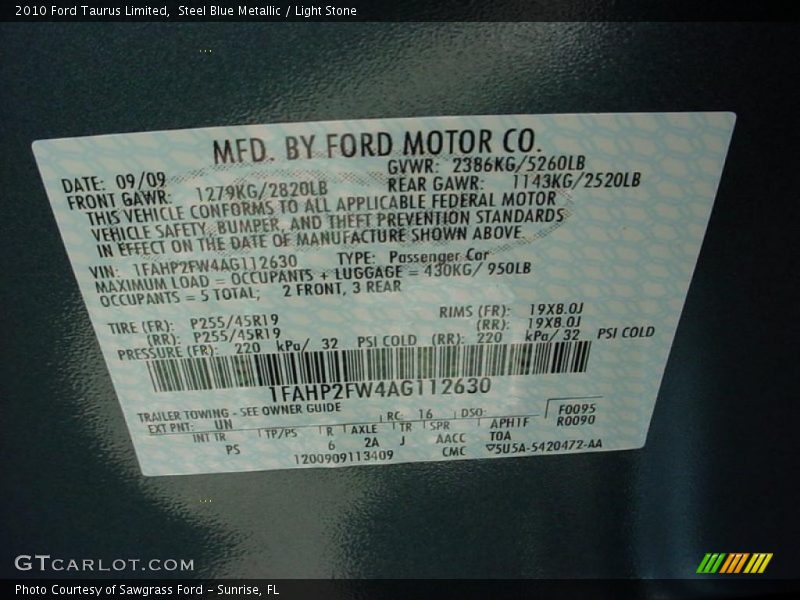 2010 Ford Taurus Limited,  Steel Blue Metallic / Light Stone
MFD. BY FORD MOTOR CO.
DATE: 09/09 GVWR: 2386KG/5260LB
FRONT GAWR: 1279KG/2820LB REAR GAWR: 1143KG/2520LB
THIS VEHICLE CONFORMS TO ALL APPLICABLE FEDERAL MOTOR
VEHICLE SAFETY, BUMPER, AND THEFT PREVENTION STANDARDS
IN EFFECT ON THE DATE OF MANUFACTURE SHOWN ABOVE
VIN: 1FAHP2FW4AG112630 TYPE: Passenger Car
MAXIMUM LOAD = OCCUPANTS + LUGGAGE = 430KG/ 950LB
OCCUPANTS = 5 TOTAL; 2 FRONT, 3 REAR
TIRE (FR): P255/45R19 RIMS (FR): 19X8.0J
(RR): P255/45R19 (RR): 19X8.0J
PRESSURE (FR): 220 kPa/ 32 PSI COLD (RR): 220 kPa/ 32 PSI COLD
1FAHP2FW4AG112630
TRAILER TOWING - SEE OWNER GUIDE
EXT PNT: UN RC: 16 DSO: F0095
R0090
INT TR TP/PS R AXLE TR SPR APH1F
PS 6 2A J AACC TOA
1200909113409 CMC ▽5U5A-5420472-AA
GTCARLOT.COM
Photo Courtesy of Sawgrass Ford - Sunrise, FL